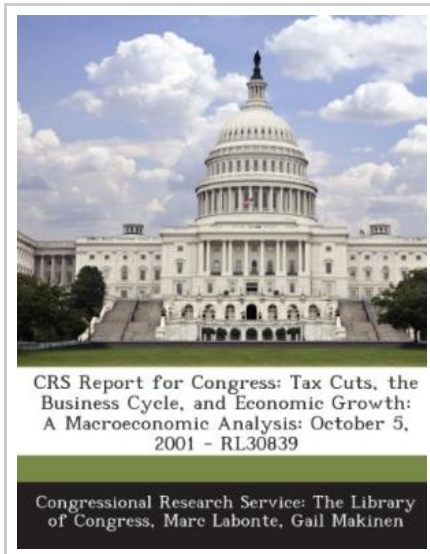 CRS Report for Congress: Tax Cuts, the
Business Cycle, and Economic Growth:
A Macroeconomic Analysis: October 5,
2001 - RL30839
Congressional Research Service: The Library
of Congress, Marc Labonte, Gail Makinen